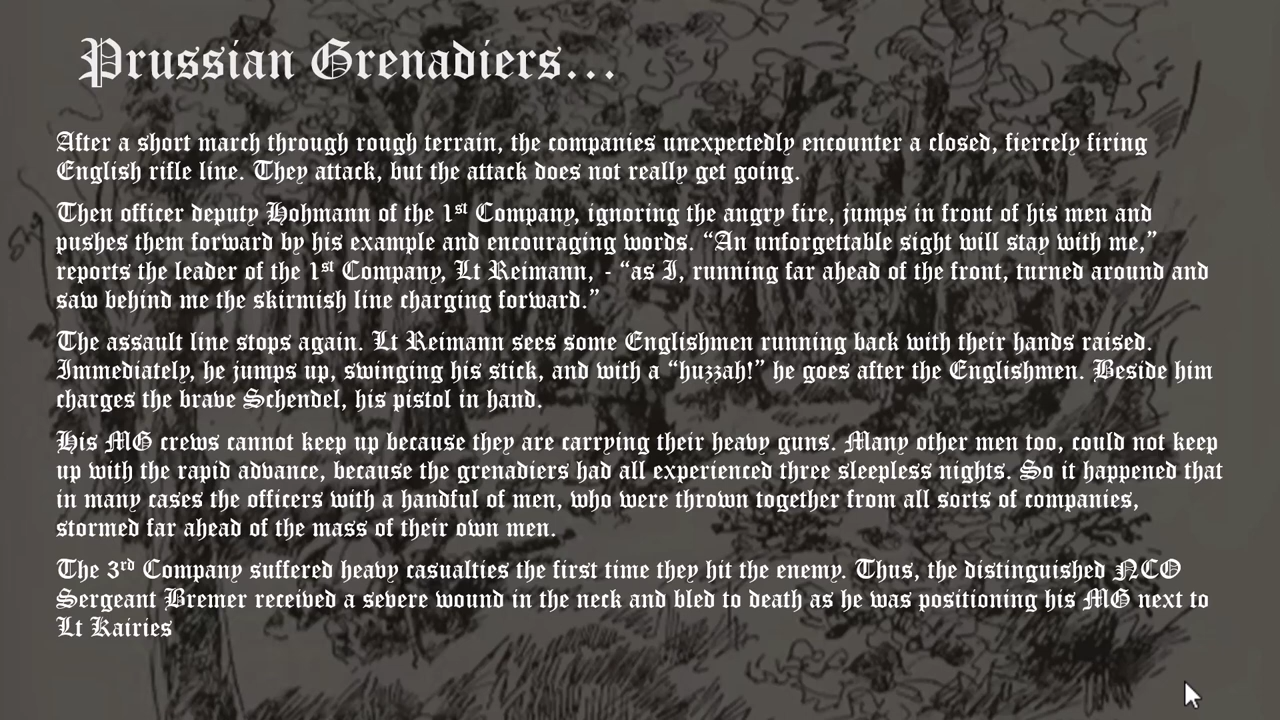 Prussian Grenadiers...
After a short march through rough terrain, the companies unexpectedly encounter a closed, fiercely firing
English rifle line. They attack, but the attack does not really get going.
Then officer deputy Hohmann of the 1st Company, ignoring the angry fire, jumps in front of his men and
pushes them forward by his example and encouraging words. “An unforgettable sight will stay with me,”
reports the leader of the 1st Company, Lt Reimann, - “as I, running far ahead of the front, turned around and
saw behind me the skirmish line charging forward.”
The assault line stops again. Lt Reimann sees some Englishmen running back with their hands raised.
Immediately, he jumps up, swinging his stick, and with a “huzzah!” he goes after the Englishmen. Beside him
charges the brave Schendel, his pistol in hand.
His MG crews cannot keep up because they are carrying their heavy guns. Many other men too, could not keep
up with the rapid advance, because the grenadiers had all experienced three sleepless nights. So it happened that
in many cases the officers with a handful of men, who were thrown together from all sorts of companies,
stormed far ahead of the mass of their own men.
The 3rd Company suffered heavy casualties the first time they hit the enemy. Thus, the distinguished NCO
Sergeant Bremer received a severe wound in the neck and bled to death as he was positioning his MG next to
Lt Kairies